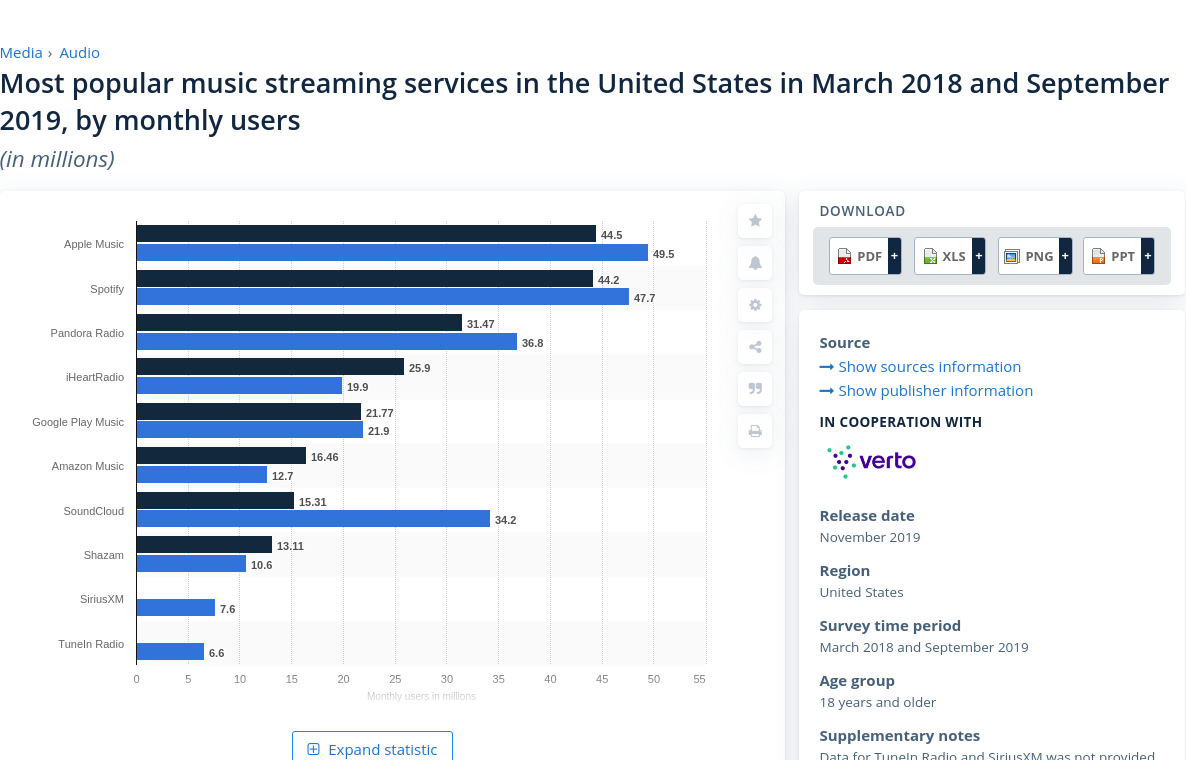 Media › Audio
Most popular music streaming services in the United States in March 2018 and September
2019, by monthly users
(in millions)
Apple Music 44.5 49.5
Spotify 44.2 47.7
Pandora Radio 31.47 36.8
iHeartRadio 25.9 19.9
Google Play Music 21.77 21.9
Amazon Music 16.46 12.7
SoundCloud 15.31 34.2
Shazam 13.11 10.6
SiriusXM 7.6
TuneIn Radio 6.6
0 5 10 15 20 25 30 35 40 45 50 55
Monthly users in millions
Expand statistic
DOWNLOAD
PDF + XLS + PNG + PPT +
Source
Show sources information
Show publisher information
IN COOPERATION WITH
verto
Release date
November 2019
Region
United States
Survey time period
March 2018 and September 2019
Age group
18 years and older
Supplementary notes
Data for TuneIn Radio and SiriusXM was not provided